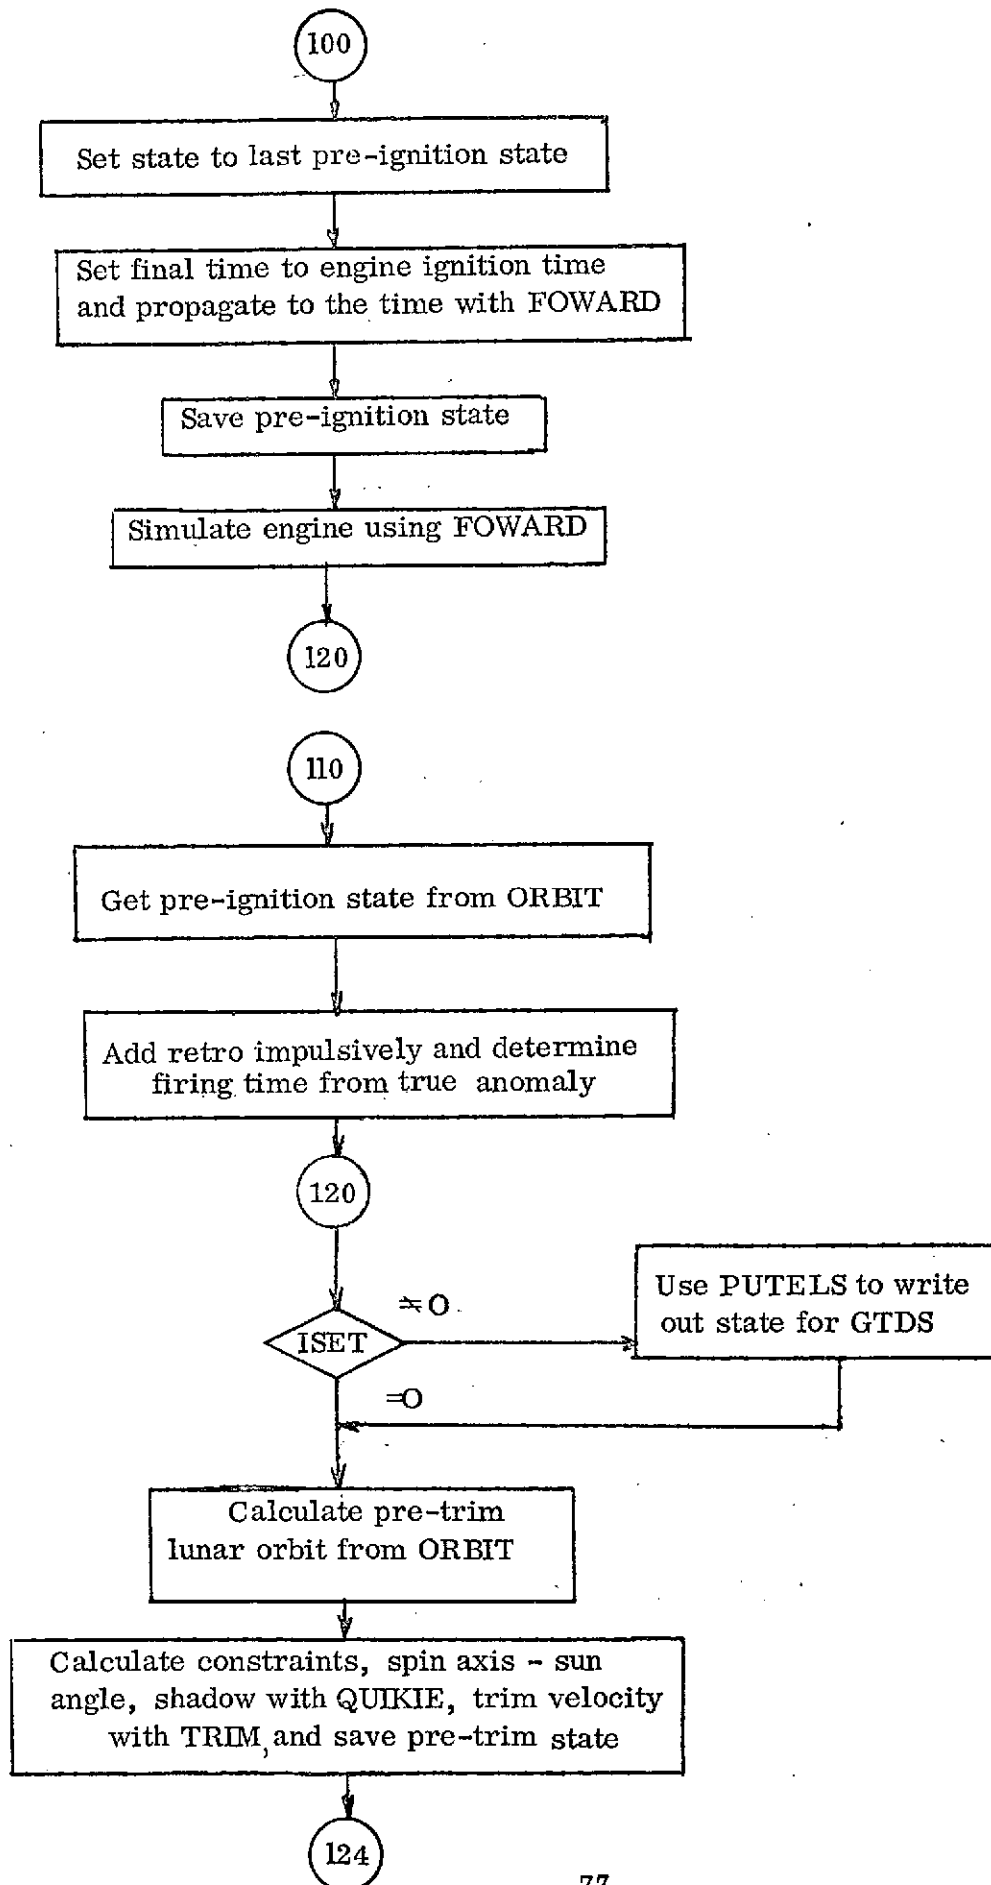 100
Set state to last pre-ignition state
Set final time to engine ignition time
and propagate to the time with FOWARD
Save pre-ignition state
Simulate engine using FOWARD
120
110
Get pre-ignition state from ORBIT
Add retro impulsively and determine
firing time from true anomaly
120
ISET
≠0
Use PUTELS to write
out state for GTDS
=0
Calculate pre-trim
lunar orbit from ORBIT
Calculate constraints, spin axis - sun
angle, shadow with QUIKIE, trim velocity
with TRIM, and save pre-trim state
124
77